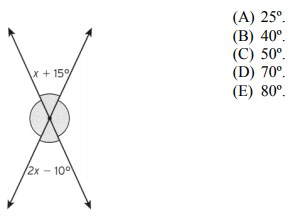 (A) 25º.
(B) 40º.
(C) 50º.
(D) 70º.
(E) 80º.
x + 15º
2x − 10º